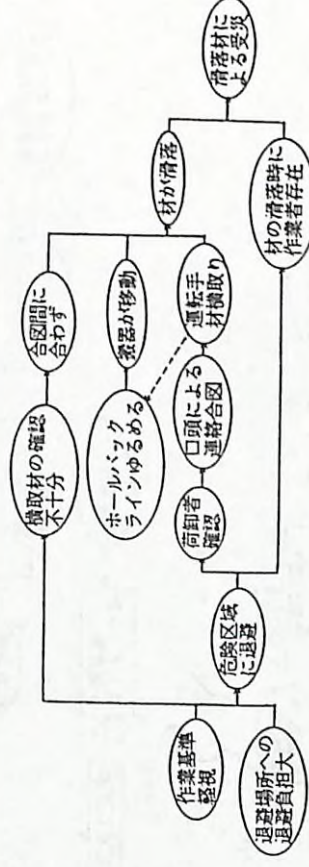 作業基準
軽視
退避場所への
退避負担大
横取材の確認
不十分
危険区域
に退避
ホールバック
ラインゆるめる
荷卸者
確認
口頭による
連絡合図
合図間に
合わず
搬器が移動
運転手
材横取り
材が滑落
材の滑落時に
作業者存在
滑落材に
よる受災